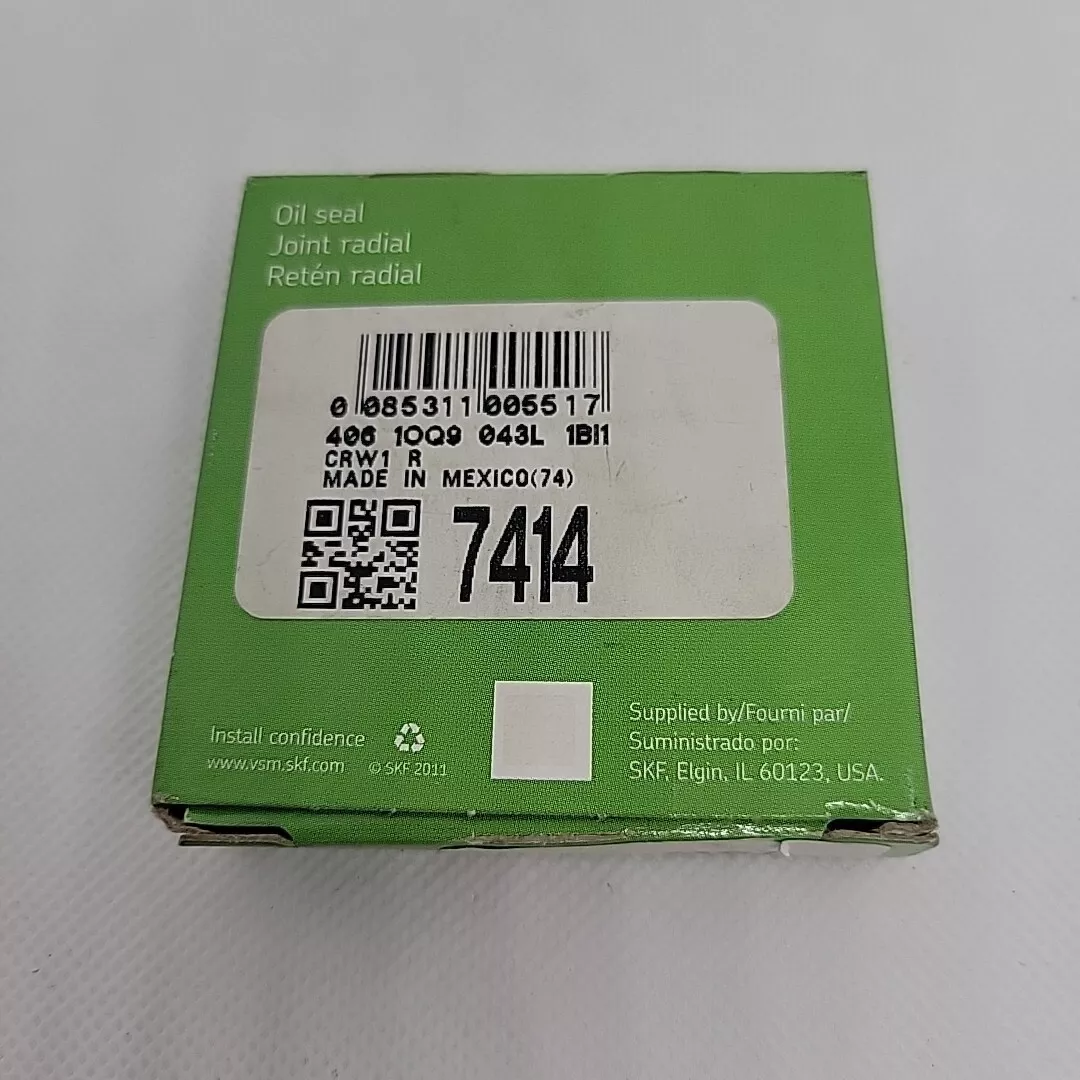 Oil seal
Joint radial
Retén radial
0 085311 005517
406 10Q9 043L 1BI1
CRW1 R
MADE IN MEXICO(74)
7414
Install confidence
www.vsm.skf.com © SKF 2011
Supplied by/Fourni par/
Suministrado por:
SKF, Elgin, IL 60123, USA.